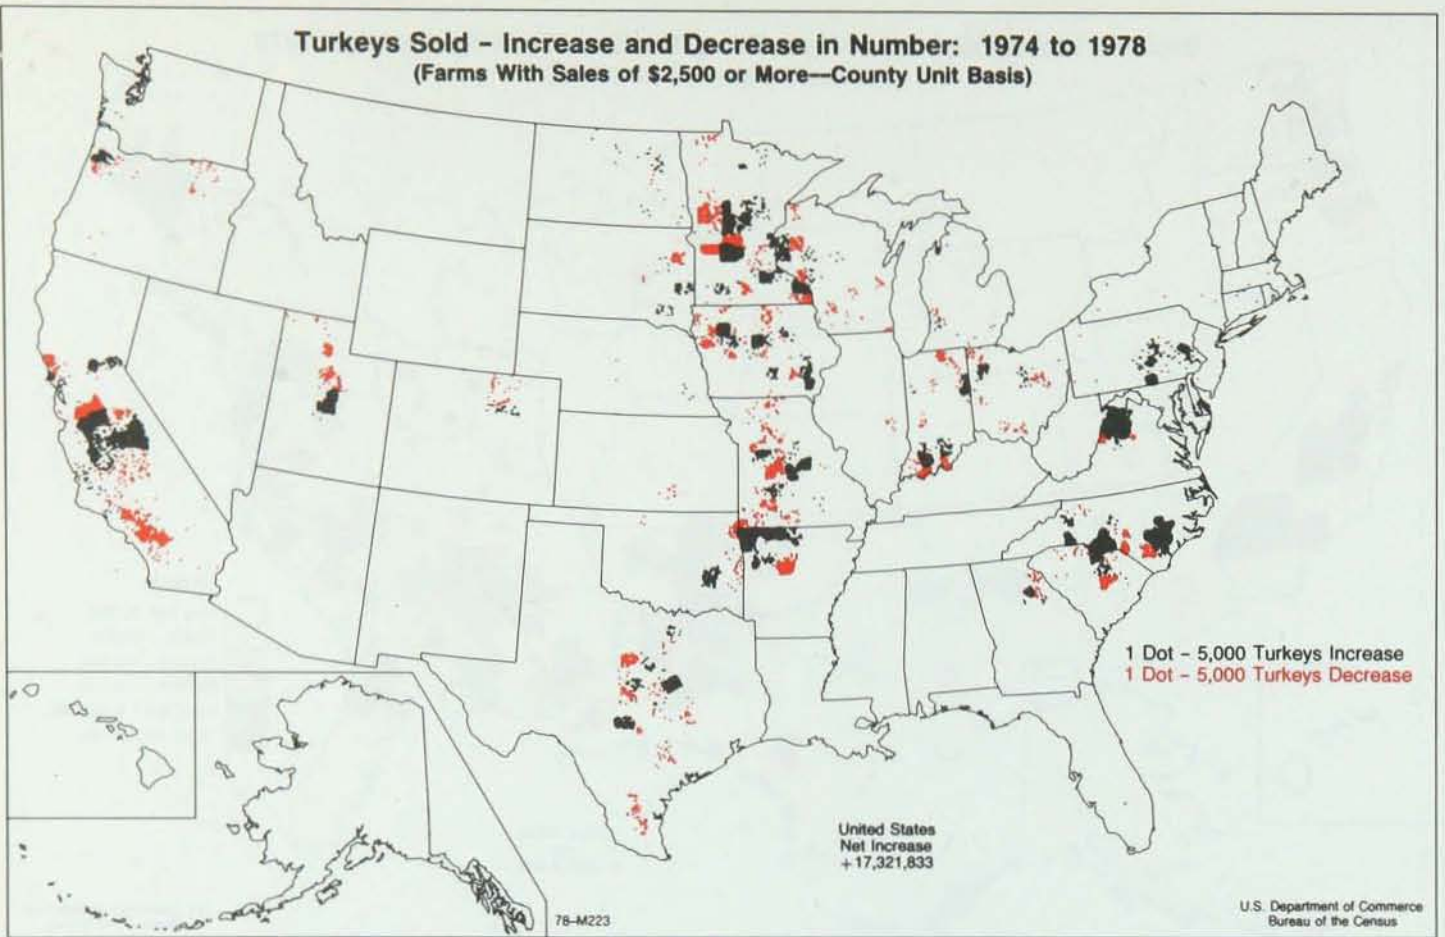 Turkeys Sold – Increase and Decrease in Number: 1974 to 1978
(Farms With Sales of $2,500 or More—County Unit Basis)
1 Dot – 5,000 Turkeys Increase
1 Dot – 5,000 Turkeys Decrease
United States
Net Increase
+17,321,833
78–M223
U.S. Department of Commerce
Bureau of the Census